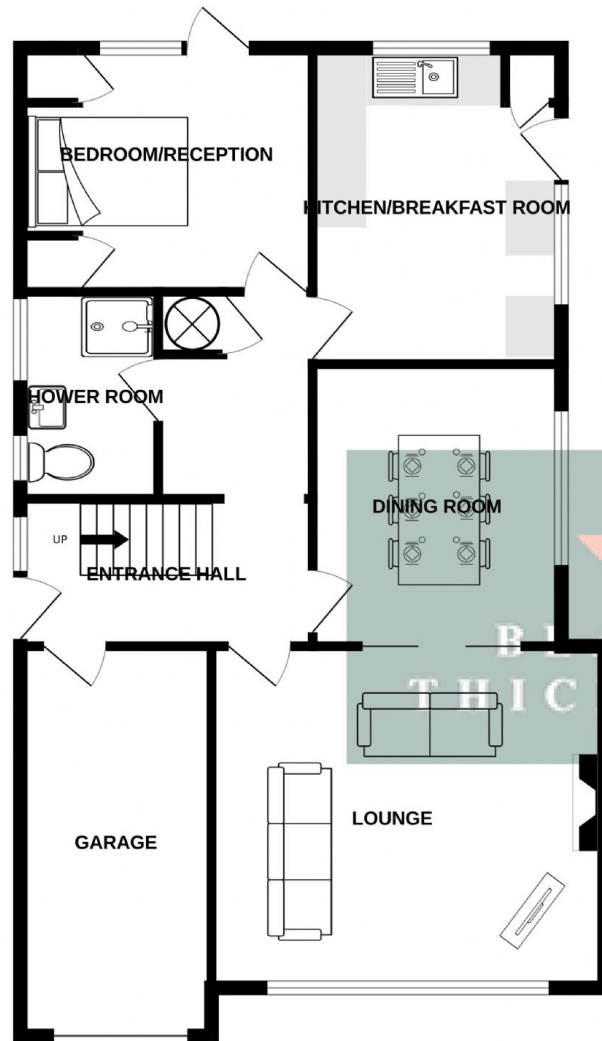 BEDROOM/RECEPTION
KITCHEN/BREAKFAST ROOM
HOWER ROOM
DINING ROOM
UP
ENTRANCE HALL
GARAGE
LOUNGE